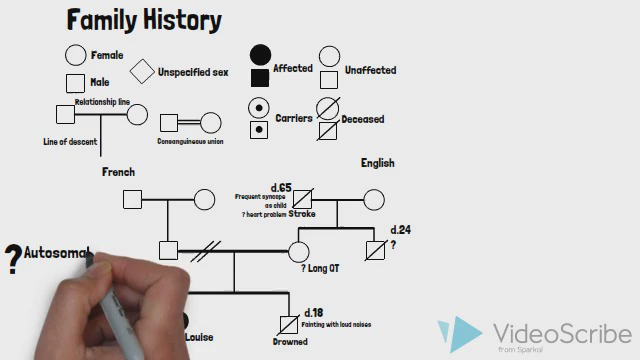 Family History
Female
Male
Unspecified sex
Affected
Unaffected
Relationship line
Line of descent
Consanguineous union
Carriers
Deceased
French
English
d.65
Frequent syncope
as child
? heart problem
Stroke
d.24
?
? Autosomal
? Long QT
d.18
Fainting with loud noises
Louise
Drowned
VideoScribe
from Sparkol